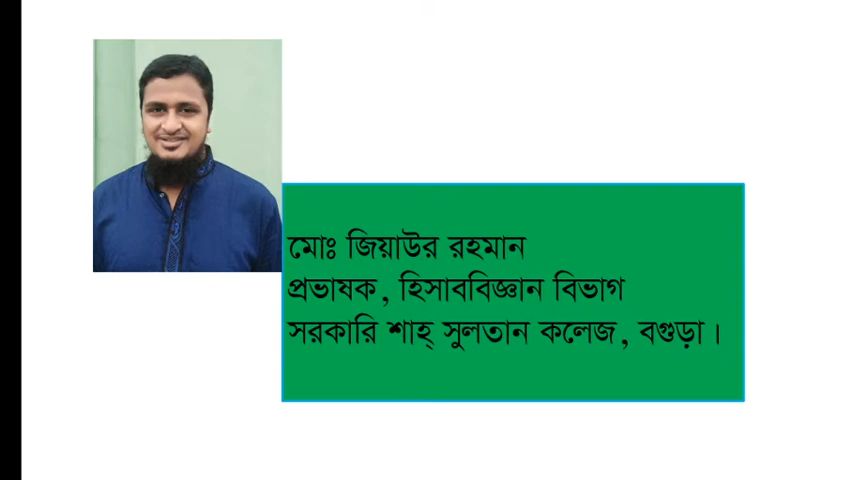 মোঃ জিয়াউর রহমান
প্রভাষক, হিসাববিজ্ঞান বিভাগ
সরকারি শাহ্ সুলতান কলেজ, বগুড়া।